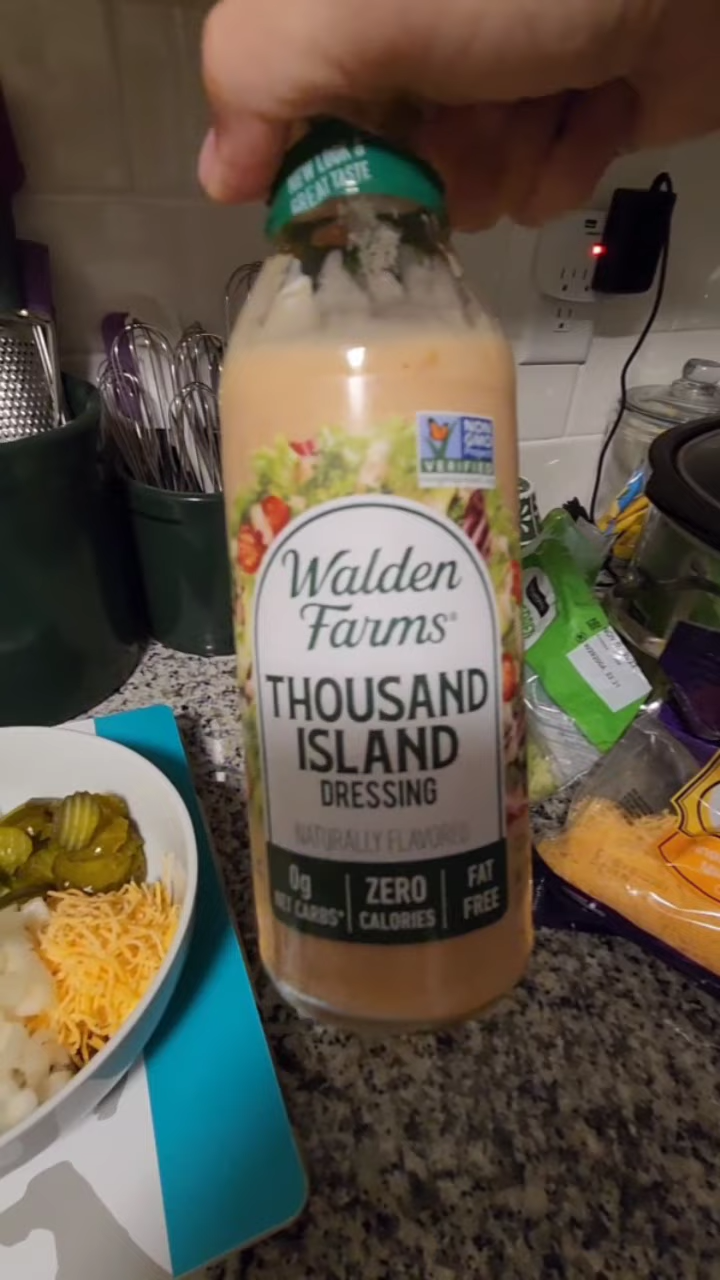 NEW LOOK &
GREAT TASTE
NON
GMO
VERIFIED
Walden
Farms®
THOUSAND
ISLAND
DRESSING
NATURALLY FLAVORED
0g
NET CARBS*
ZERO
CALORIES
FAT
FREE